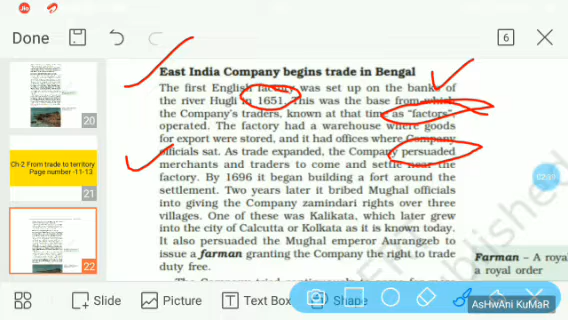 Jio
Done
6
20
Ch-2 From trade to territory
Page number -11-13
21
22
East India Company begins trade in Bengal
The first English factory was set up on the banks of
the river Hugli in 1651. This was the base from which
the Company's traders, known at that time as "factors",
operated. The factory had a warehouse where goods
for export were stored, and it had offices where Company
officials sat. As trade expanded, the Company persuaded
merchants and traders to come and settle near the
factory. By 1696 it began building a fort around the
settlement. Two years later it bribed Mughal officials
into giving the Company zamindari rights over three
villages. One of these was Kalikata, which later grew
into the city of Calcutta or Kolkata as it is known today.
It also persuaded the Mughal emperor Aurangzeb to
issue a farman granting the Company the right to trade
duty free.
Farman – A roya
a royal order
Slide
Picture
Text Box
Shape
AsHwAni KuMaR